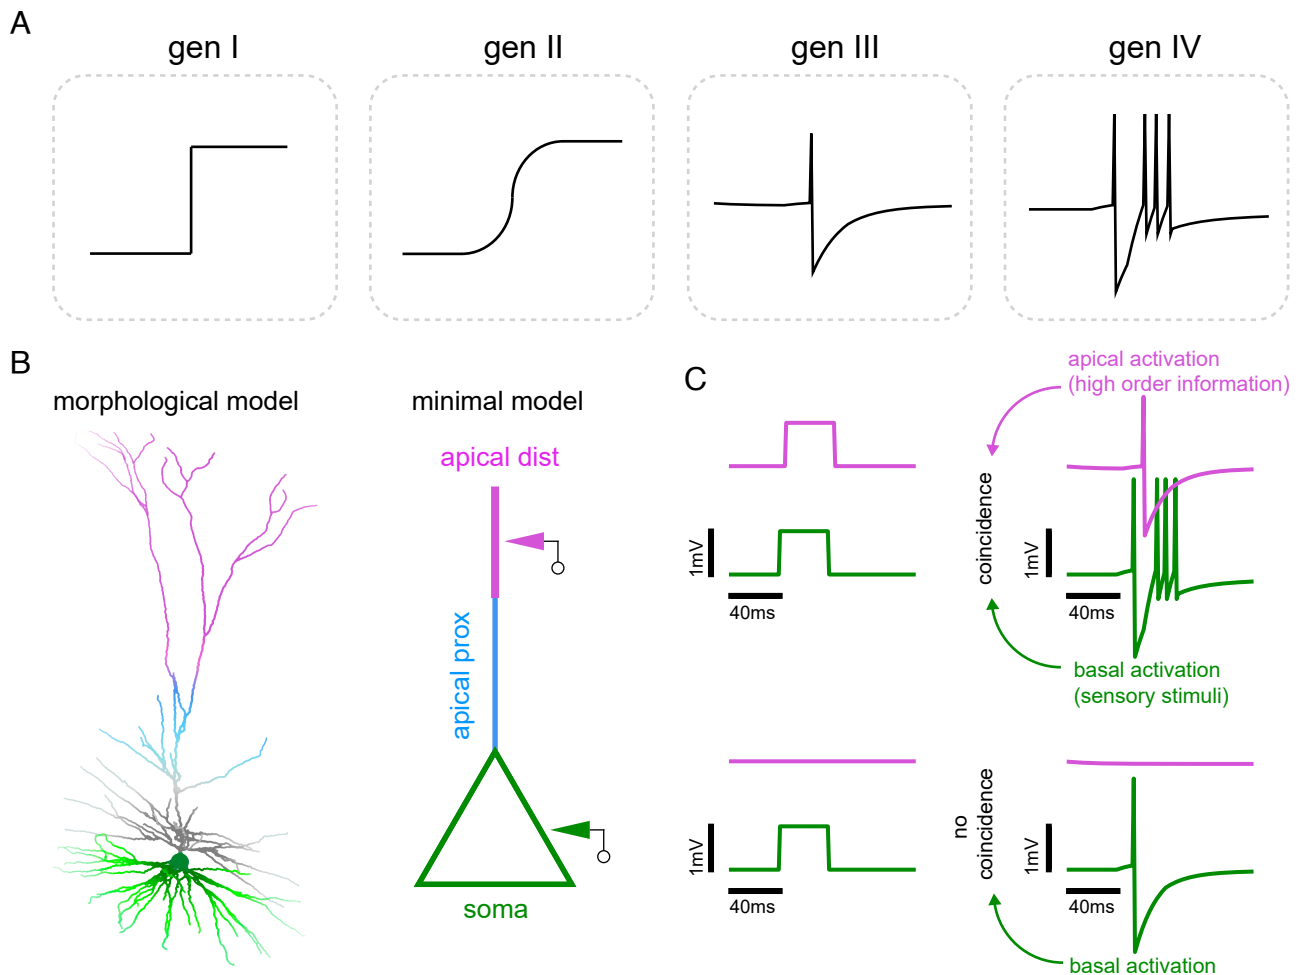 A
gen I
gen II
gen III
gen IV
B
morphological model
minimal model
apical dist
apical prox
soma
C
apical activation
(high order information)
coincidence
1mV
40ms
1mV
40ms
basal activation
(sensory stimuli)
no
coincidence
1mV
40ms
1mV
40ms
basal activation